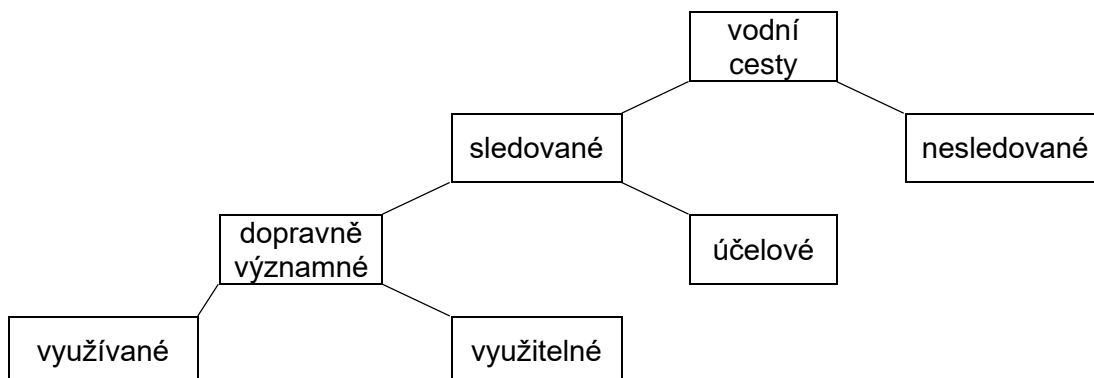 vodní
cesty
sledované
nesledované
dopravně
významné
účelové
využívané
využitelné